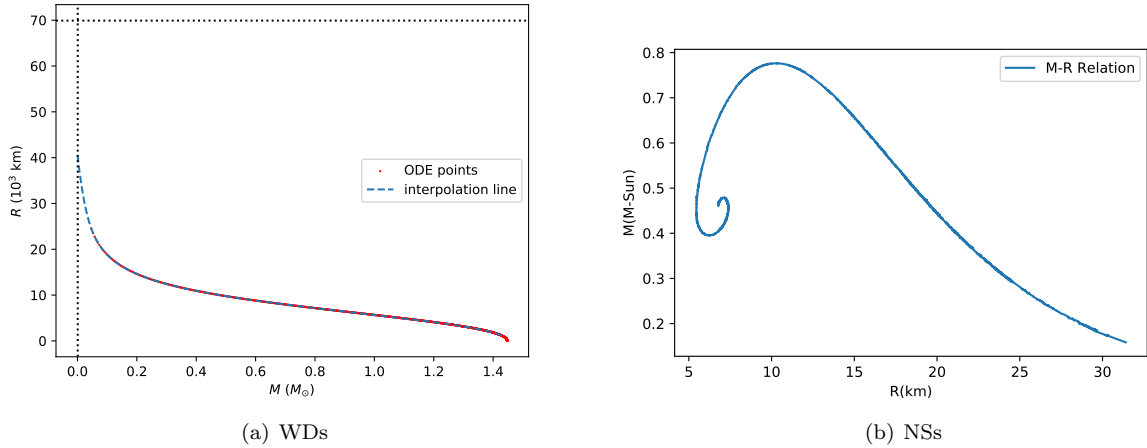 70
60
50
40
30
20
10
0
R (10³ km)
ODE points
interpolation line
0.0 0.2 0.4 0.6 0.8 1.0 1.2 1.4
M (M⊙)
(a) WDs
0.8
0.7
0.6
0.5
0.4
0.3
0.2
M(M-Sun)
M-R Relation
5 10 15 20 25 30
R(km)
(b) NSs